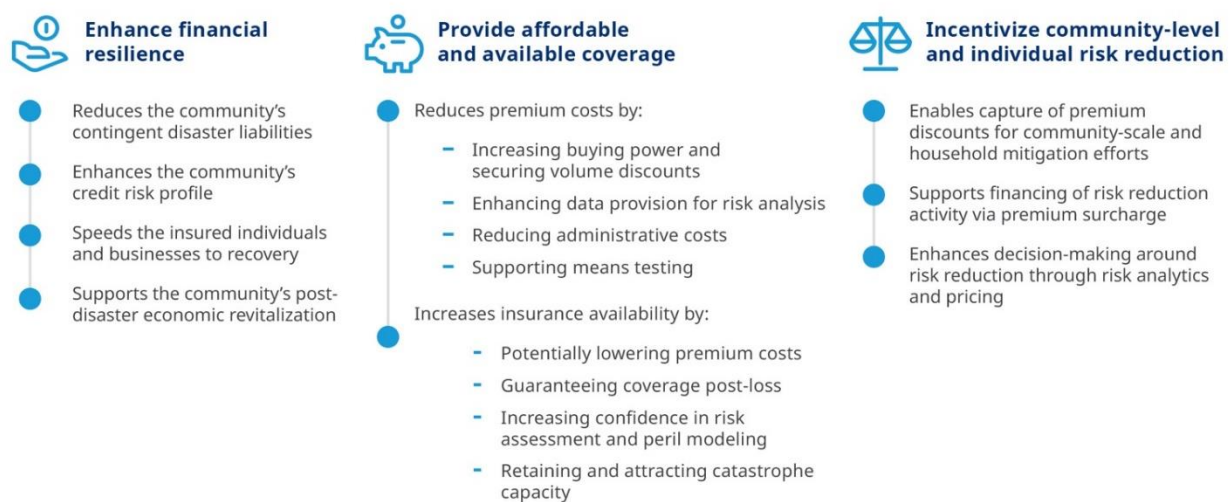 Enhance financial
resilience
Reduces the community’s
contingent disaster liabilities
Enhances the community’s
credit risk profile
Speeds the insured individuals
and businesses to recovery
Supports the community’s post-
disaster economic revitalization
Provide affordable
and available coverage
Reduces premium costs by:
- Increasing buying power and
securing volume discounts
- Enhancing data provision for risk analysis
- Reducing administrative costs
- Supporting means testing
Increases insurance availability by:
- Potentially lowering premium costs
- Guaranteeing coverage post-loss
- Increasing confidence in risk
assessment and peril modeling
- Retaining and attracting catastrophe
capacity
Incentivize community-level
and individual risk reduction
Enables capture of premium
discounts for community-scale and
household mitigation efforts
Supports financing of risk reduction
activity via premium surcharge
Enhances decision-making around
risk reduction through risk analytics
and pricing